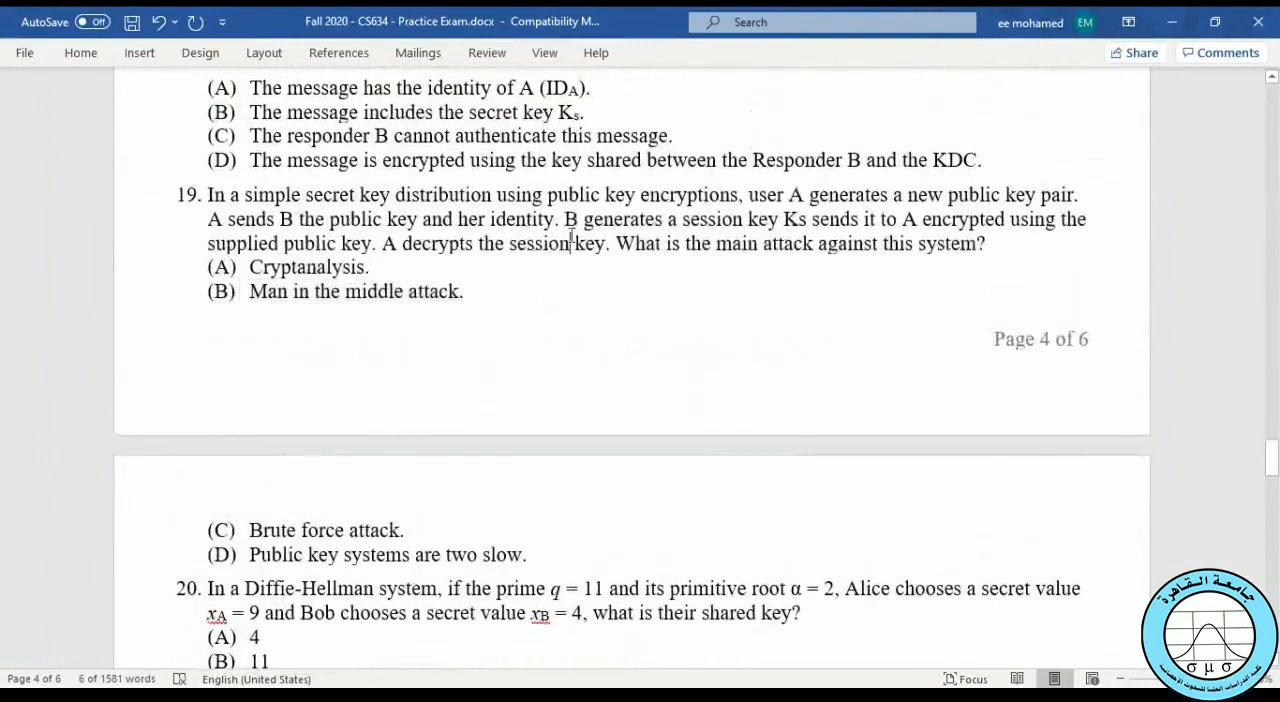 AutoSave Off Fall 2020 - CS634 - Practice Exam.docx - Compatibility M... Search ee mohamed EM
File Home Insert Design Layout References Mailings Review View Help Share Comments
(A) The message has the identity of A (IDA).
(B) The message includes the secret key Ks.
(C) The responder B cannot authenticate this message.
(D) The message is encrypted using the key shared between the Responder B and the KDC.
19. In a simple secret key distribution using public key encryptions, user A generates a new public key pair.
A sends B the public key and her identity. B generates a session key Ks sends it to A encrypted using the
supplied public key. A decrypts the session key. What is the main attack against this system?
(A) Cryptanalysis.
(B) Man in the middle attack.
Page 4 of 6
(C) Brute force attack.
(D) Public key systems are two slow.
20. In a Diffie-Hellman system, if the prime q = 11 and its primitive root α = 2, Alice chooses a secret value
xA = 9 and Bob chooses a secret value xB = 4, what is their shared key?
(A) 4
(B) 11
Page 4 of 6 6 of 1581 words English (United States) Focus
جامعة القاهرة
σ μ σ